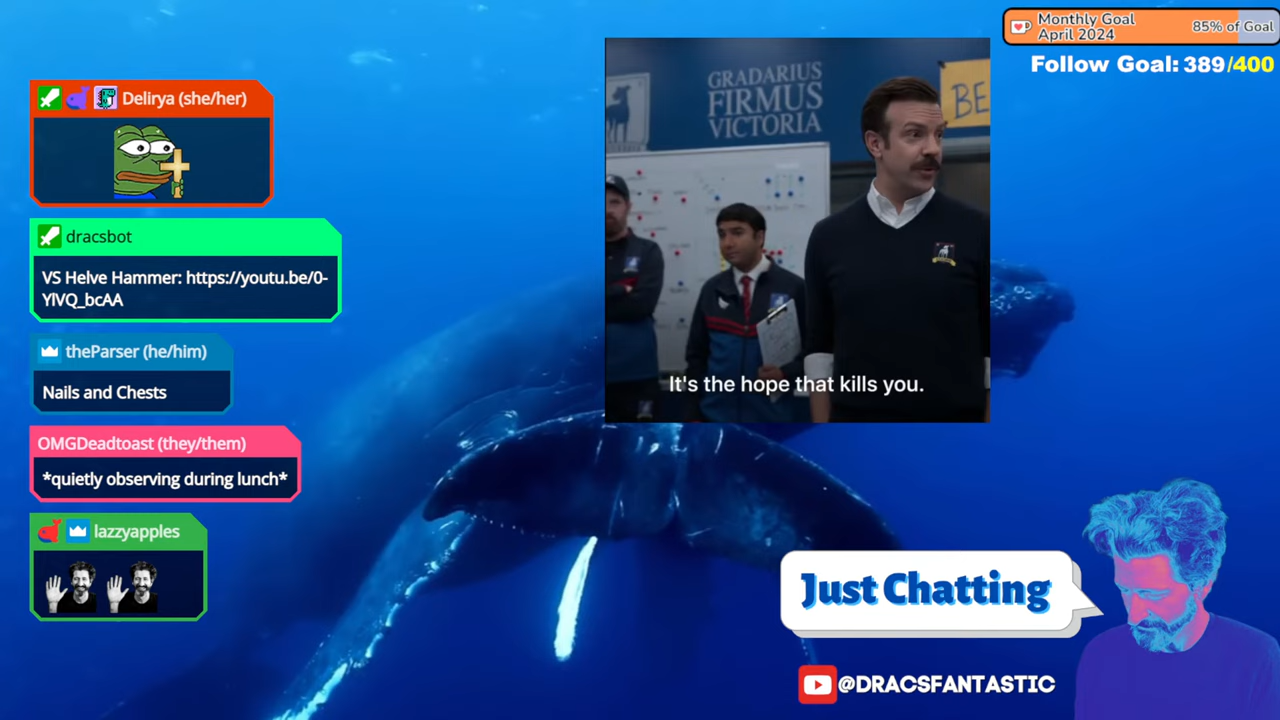 Monthly Goal
April 2024
85% of Goal
Follow Goal: 389/400
Delirya (she/her)
dracsbot
VS Helve Hammer: https://youtu.be/0-
YlVQ_bcAA
theParser (he/him)
Nails and Chests
OMGDeadtoast (they/them)
*quietly observing during lunch*
lazzyapples
GRADARIUS
FIRMUS
VICTORIA
BE
It's the hope that kills you.
Just Chatting
@DRACSFANTASTIC